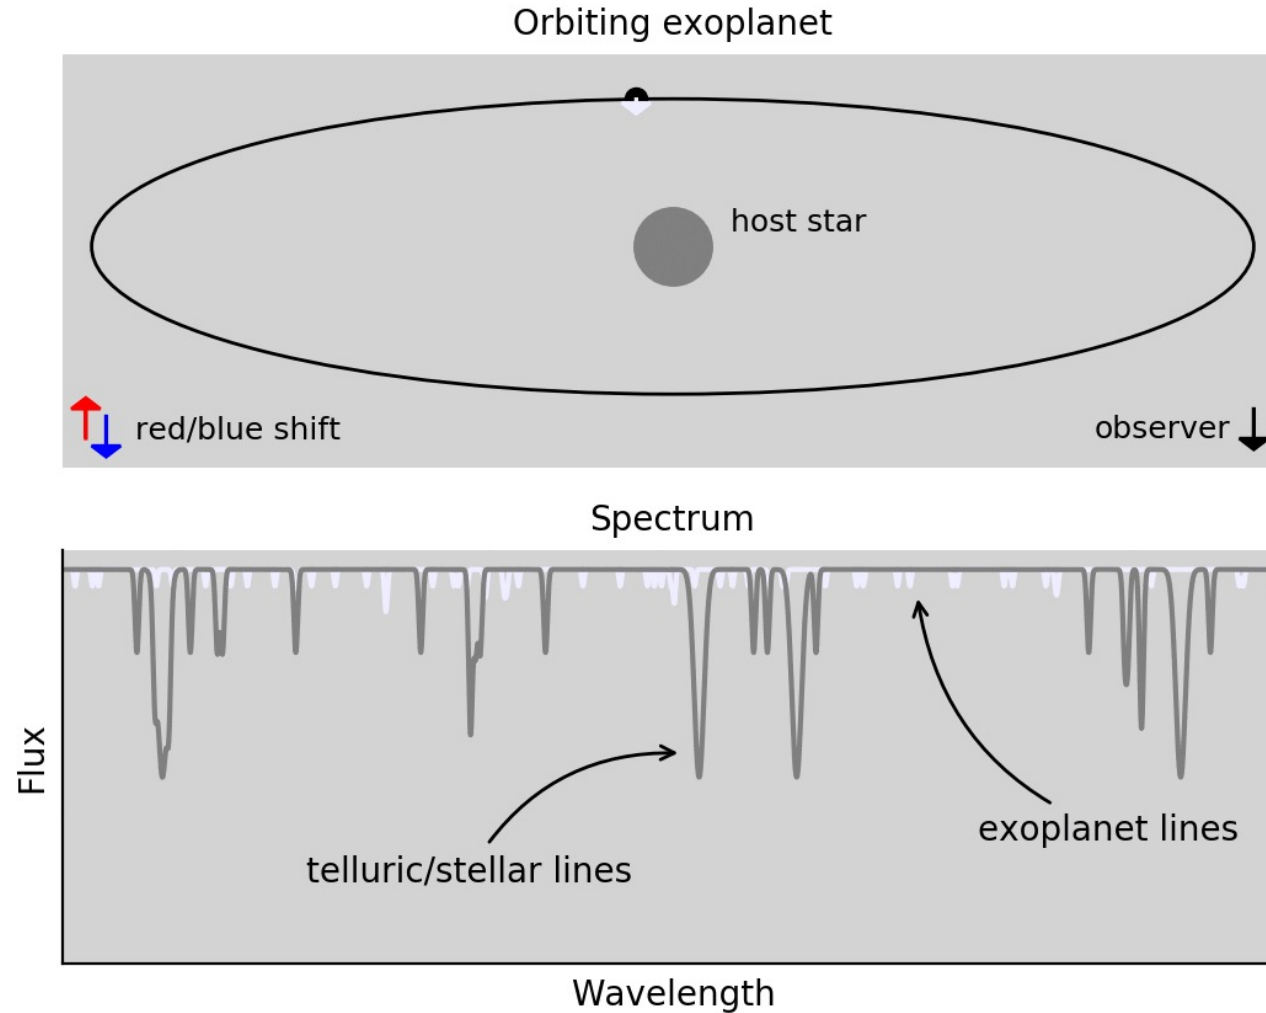 Orbiting exoplanet
host star
red/blue shift
observer
Spectrum
Flux
telluric/stellar lines
exoplanet lines
Wavelength